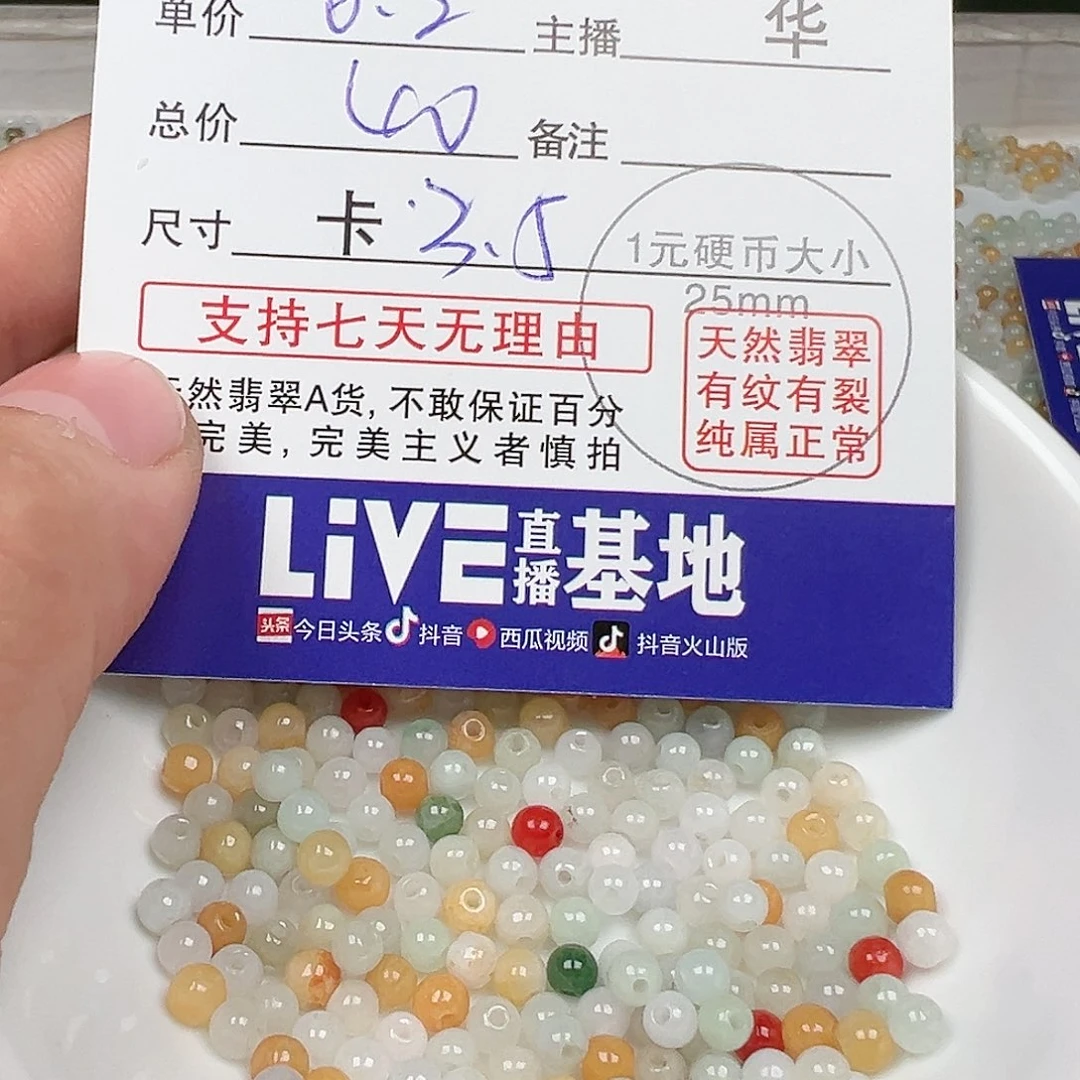 单价 主播 华
总价 备注
尺寸 卡 3.5
1元硬币大小
25mm
支持七天无理由
天然翡翠
有纹有裂
纯属正常
然翡翠A货,不敢保证百分
完美,完美主义者慎拍
LiVE直播基地
头条 今日头条 抖音 西瓜视频 抖音火山版